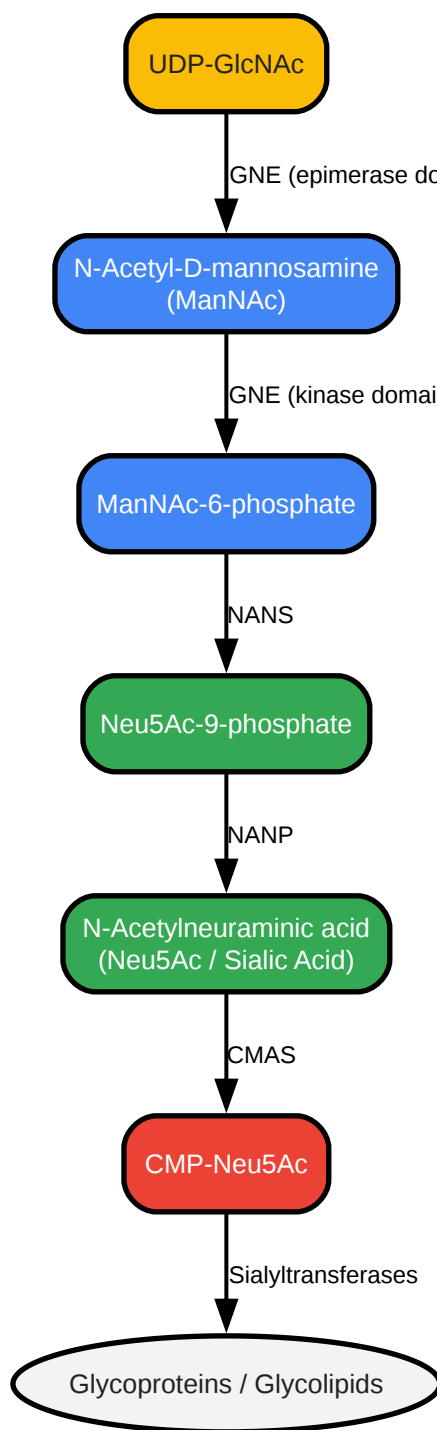 UDP-GlcNAc
GNE (epimerase do
N-Acetyl-D-mannosamine
(ManNAc)
GNE (kinase domai
ManNAc-6-phosphate
NANS
Neu5Ac-9-phosphate
NANP
N-Acetylneuraminic acid
(Neu5Ac / Sialic Acid)
CMAS
CMP-Neu5Ac
Sialyltransferases
Glycoproteins / Glycolipids